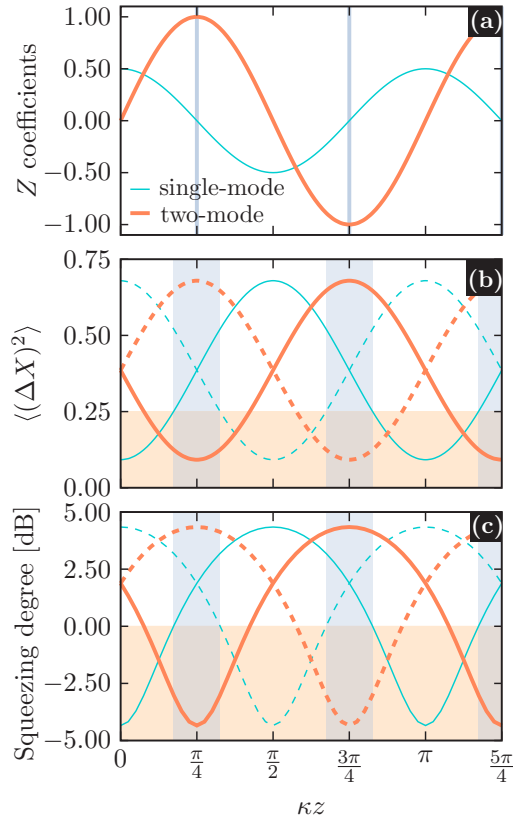 (a)
Z coefficients
0.50
0.00
−0.50
−1.00
single-mode
two-mode
(b)
⟨(ΔX)²⟩
0.75
0.50
0.25
0.00
(c)
Squeezing degree [dB]
5.00
2.50
0.00
−2.50
−5.00
0 π/4 π/2 3π/4 π 5π/4
κz